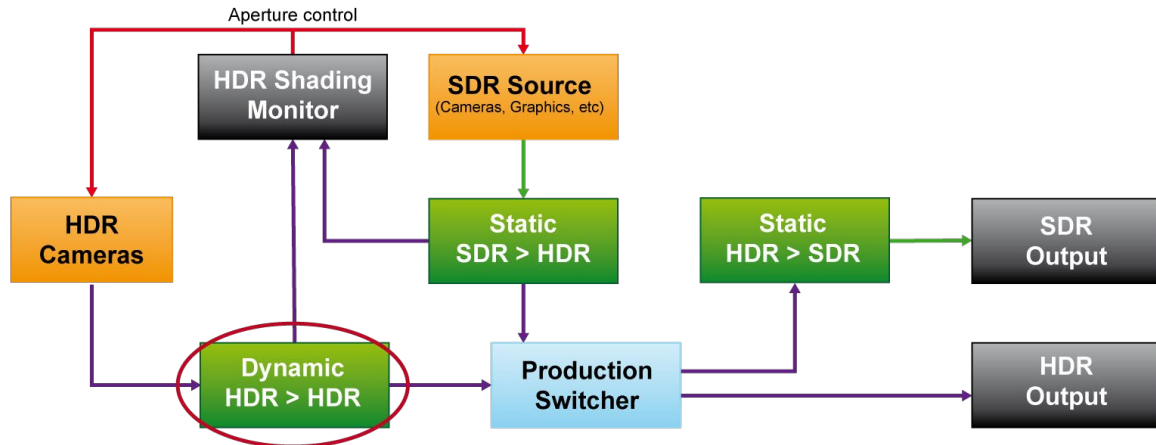 Aperture control
HDR Shading
Monitor
SDR Source
(Cameras, Graphics, etc)
HDR
Cameras
Static
SDR > HDR
Static
HDR > SDR
SDR
Output
Dynamic
HDR > HDR
Production
Switcher
HDR
Output